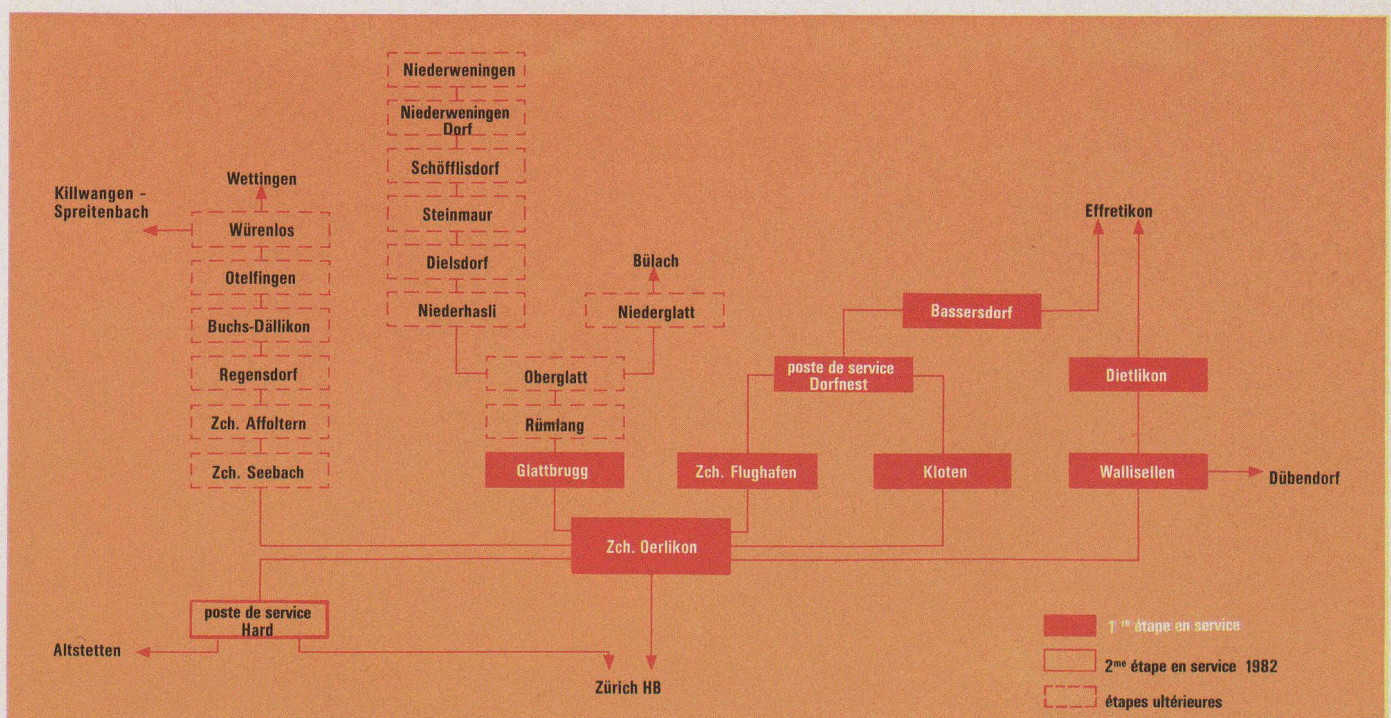 Niederweningen
Niederweningen
Dorf
Schöfflisdorf
Steinmaur
Dielsdorf
Niederhasli
Killwangen -
Spreitenbach
Wettingen
Würenlos
Otelfingen
Buchs-Dällikon
Regensdorf
Zch. Affoltern
Zch. Seebach
Bülach
Niederglatt
Oberglatt
Rümlang
Glattbrugg
Effretikon
Bassersdorf
poste de service
Dorfnest
Dietlikon
Zch. Flughafen
Kloten
Wallisellen
Dübendorf
Zch. Oerlikon
poste de service
Hard
Altstetten
Zürich HB
1re étape en service
2me étape en service 1982
étapes ultérieures